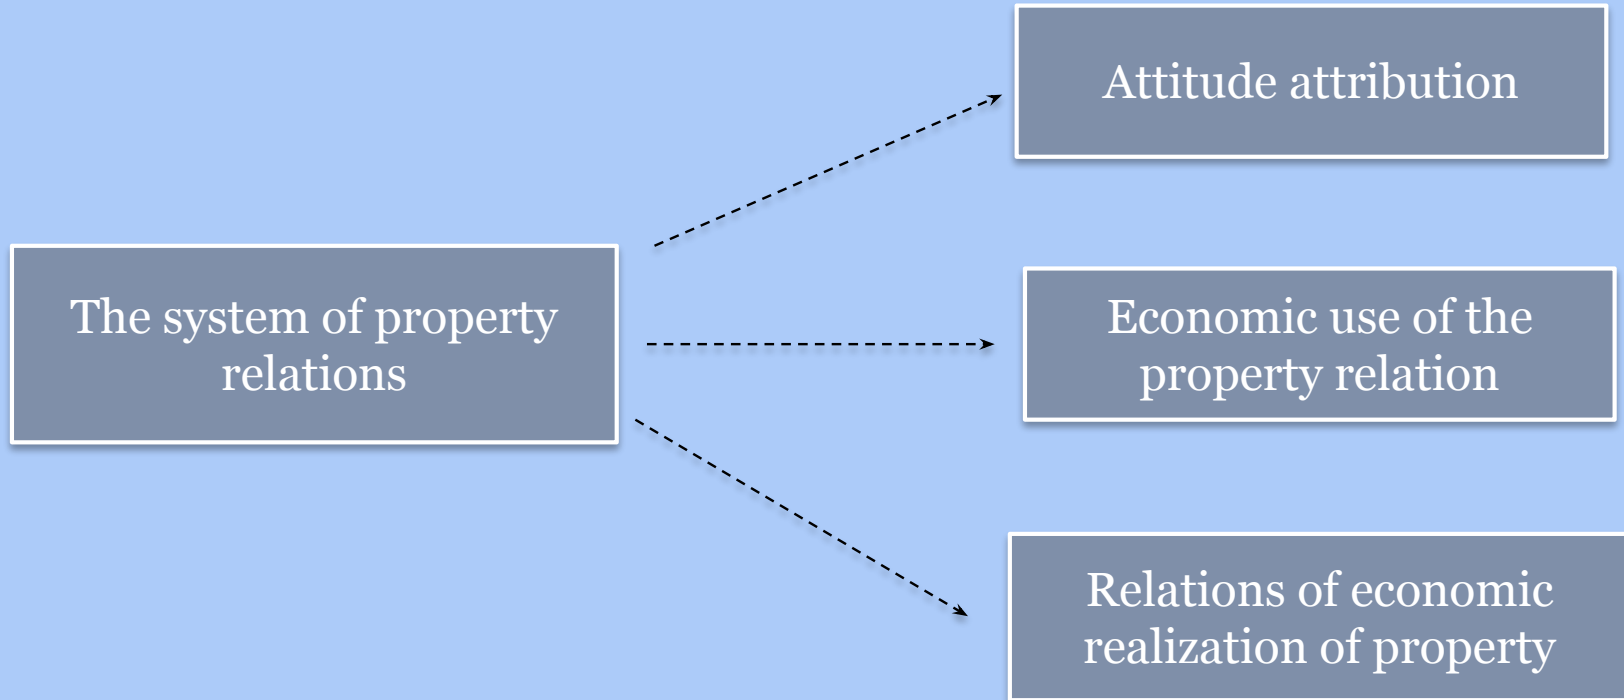 Attitude attribution
The system of property
relations
Economic use of the
property relation
Relations of economic
realization of property